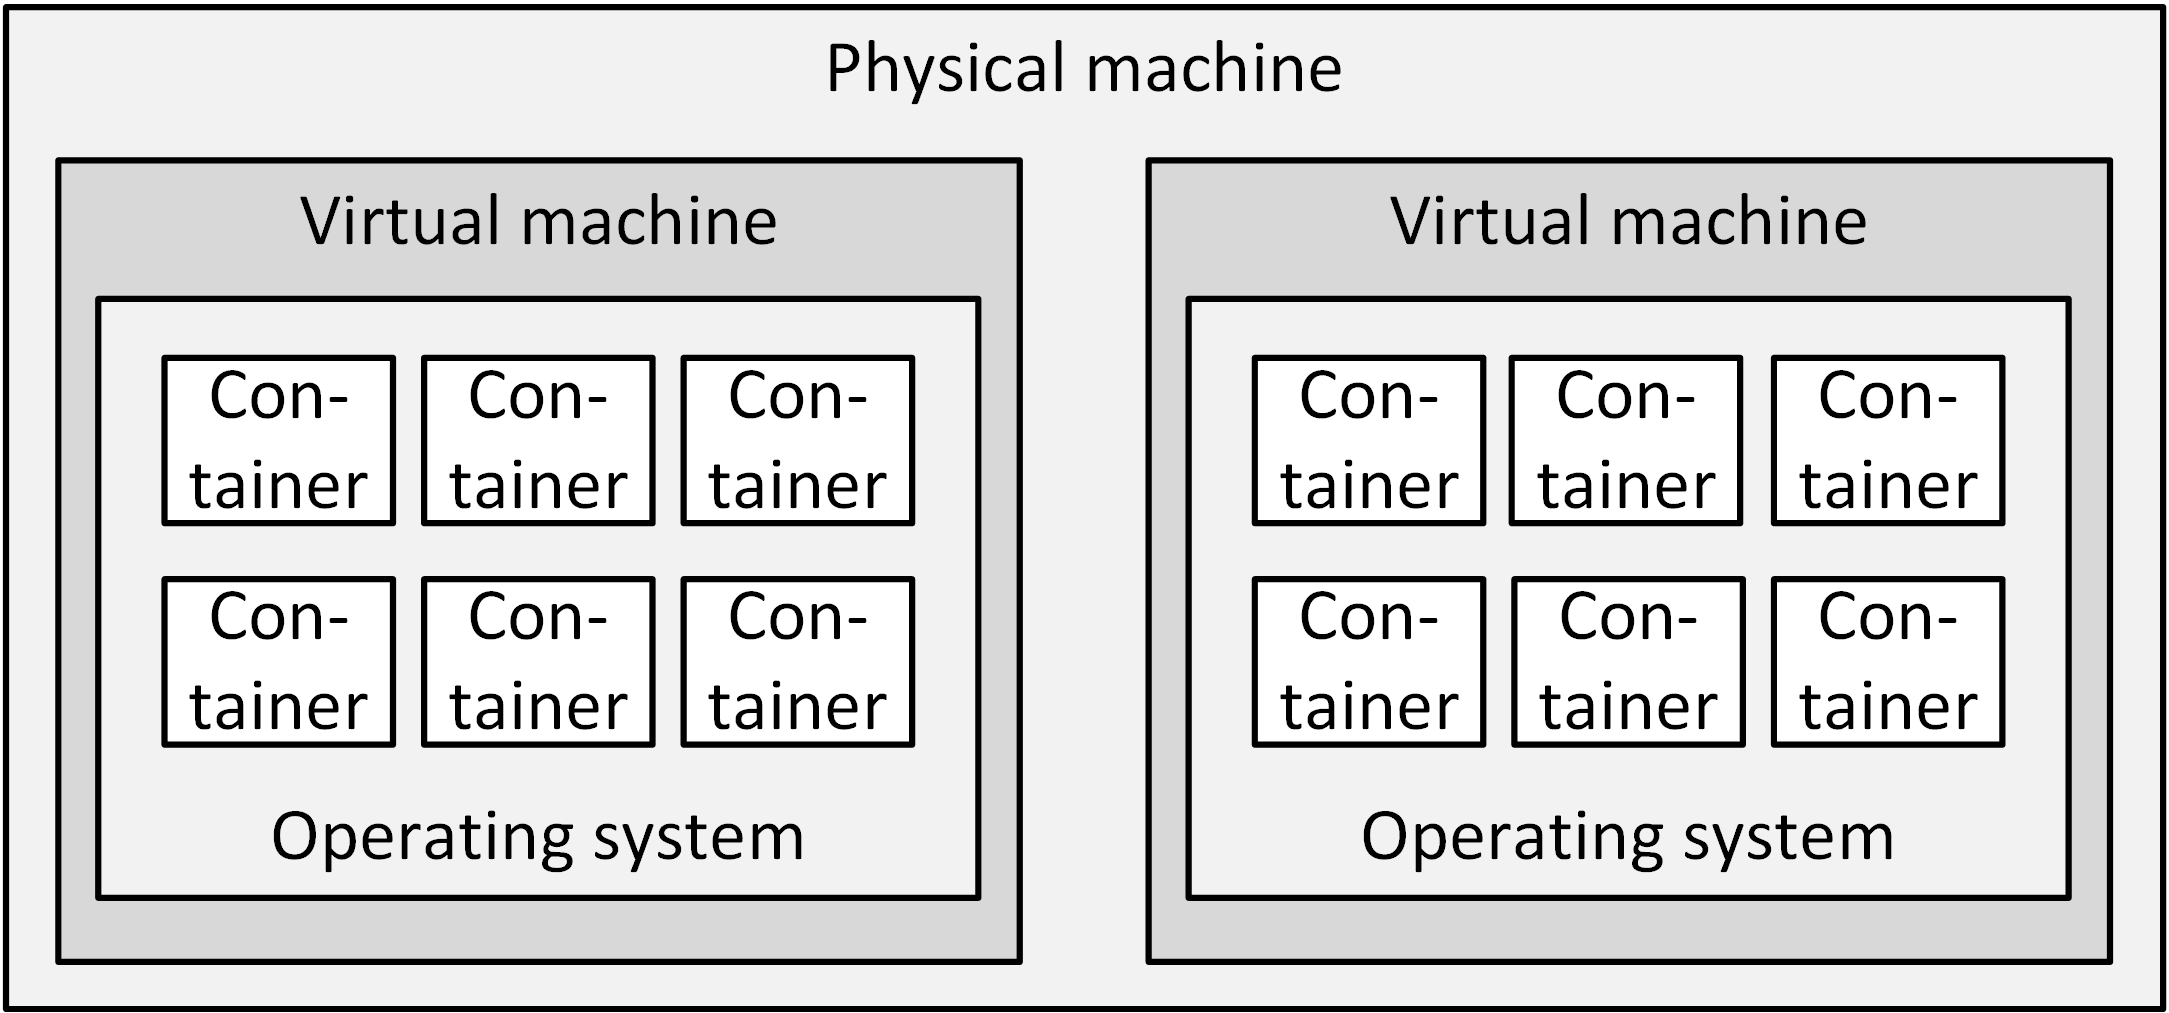 Physical machine
Virtual machine
Con-
tainer
Con-
tainer
Con-
tainer
Con-
tainer
Con-
tainer
Con-
tainer
Operating system
Virtual machine
Con-
tainer
Con-
tainer
Con-
tainer
Con-
tainer
Con-
tainer
Con-
tainer
Operating system